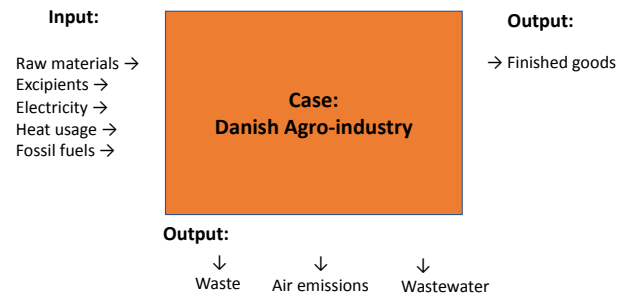 Input:
Raw materials →
Excipients →
Electricity →
Heat usage →
Fossil fuels →
Case:
Danish Agro-industry
Output:
→ Finished goods
Output:
↓ ↓ ↓
Waste Air emissions Wastewater